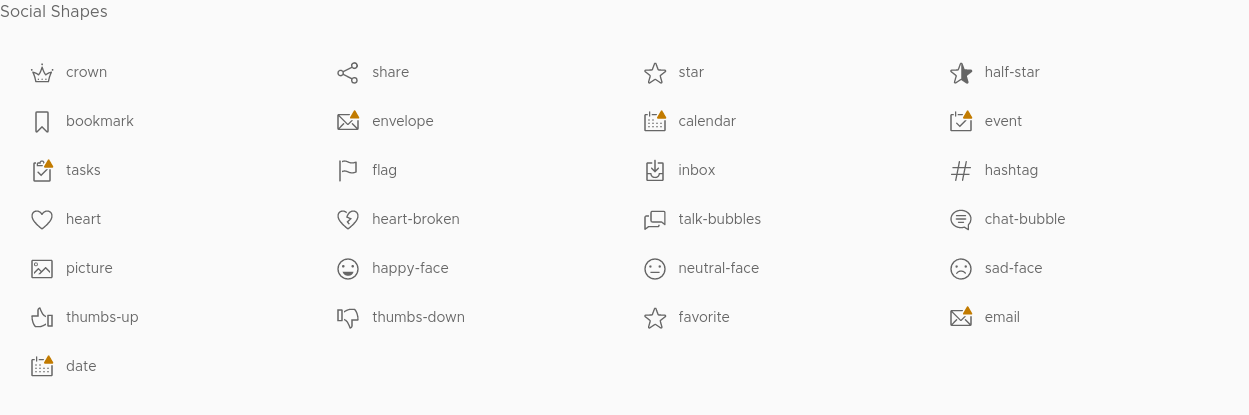 Social Shapes
crown
share
star
half-star
bookmark
envelope
calendar
event
tasks
flag
inbox
hashtag
heart
heart-broken
talk-bubbles
chat-bubble
picture
happy-face
neutral-face
sad-face
thumbs-up
thumbs-down
favorite
email
date